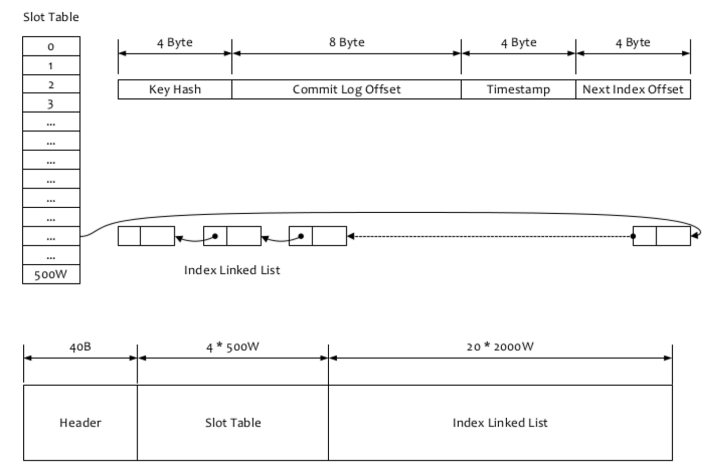 Slot Table
0
1
2
3
...
...
...
...
...
...
...
...
500W
4 Byte 8 Byte 4 Byte 4 Byte
Key Hash Commit Log Offset Timestamp Next Index Offset
Index Linked List
40B 4 * 500W 20 * 2000W
Header Slot Table Index Linked List